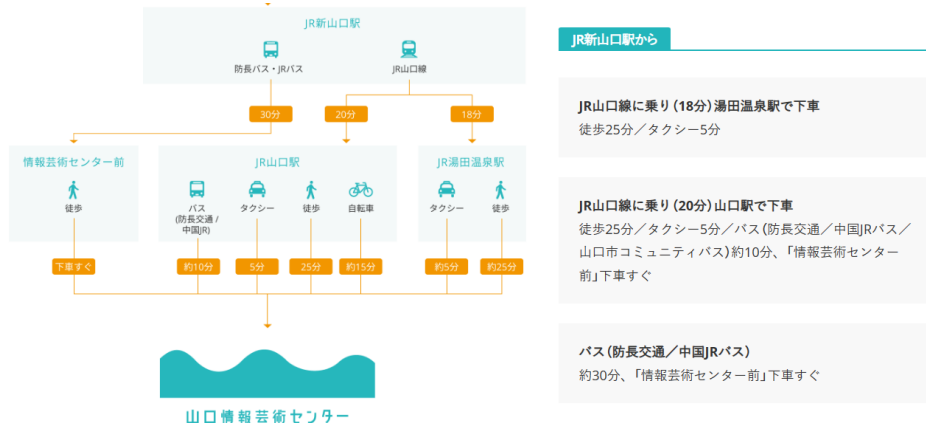 JR新山口駅
防長バス・JRバス
JR山口線
30分
20分
18分
情報芸術センター前
徒歩
下車すぐ
JR山口駅
バス
(防長交通 /
中国JR)
タクシー
徒歩
自転車
約10分
5分
25分
約15分
JR湯田温泉駅
タクシー
徒歩
約5分
約25分
山口情報芸術センター
JR新山口駅から
JR山口線に乗り（18分）湯田温泉駅で下車
徒歩25分／タクシー5分
JR山口線に乗り（20分）山口駅で下車
徒歩25分／タクシー5分／バス（防長交通／中国JRバス／
山口市コミュニティバス）約10分、「情報芸術センター
前」下車すぐ
バス（防長交通／中国JRバス）
約30分、「情報芸術センター前」下車すぐ